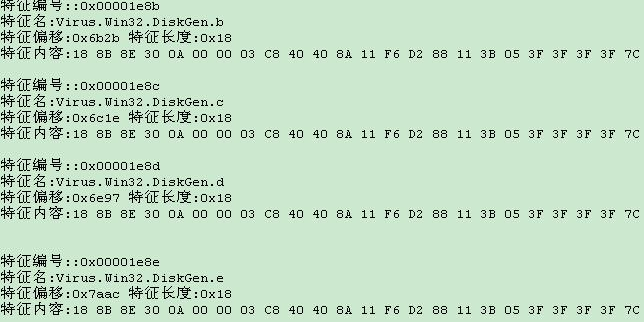 特征编号::0x00001e8b
特征名:Virus.Win32.DiskGen.b
特征偏移:0x6b2b 特征长度:0x18
特征内容:18 8B 8E 30 0A 00 00 03 C8 40 40 8A 11 F6 D2 88 11 3B 05 3F 3F 3F 3F 7C
特征编号::0x00001e8c
特征名:Virus.Win32.DiskGen.c
特征偏移:0x6c1e 特征长度:0x18
特征内容:18 8B 8E 30 0A 00 00 03 C8 40 40 8A 11 F6 D2 88 11 3B 05 3F 3F 3F 3F 7C
特征编号::0x00001e8d
特征名:Virus.Win32.DiskGen.d
特征偏移:0x6e97 特征长度:0x18
特征内容:18 8B 8E 30 0A 00 00 03 C8 40 40 8A 11 F6 D2 88 11 3B 05 3F 3F 3F 3F 7C
特征编号::0x00001e8e
特征名:Virus.Win32.DiskGen.e
特征偏移:0x7aac 特征长度:0x18
特征内容:18 8B 8E 30 0A 00 00 03 C8 40 40 8A 11 F6 D2 88 11 3B 05 3F 3F 3F 3F 7C